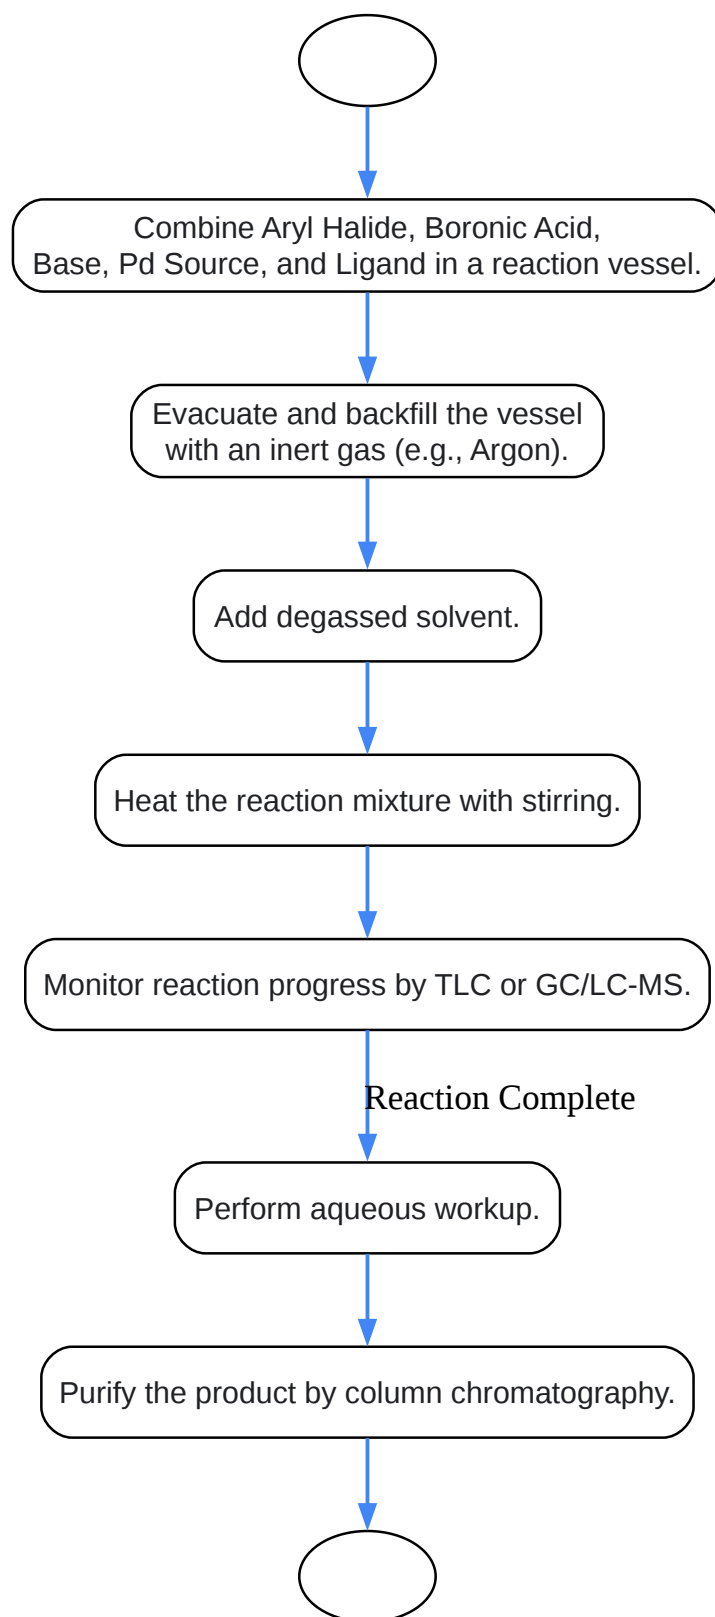 Combine Aryl Halide, Boronic Acid,
Base, Pd Source, and Ligand in a reaction vessel.
Evacuate and backfill the vessel
with an inert gas (e.g., Argon).
Add degassed solvent.
Heat the reaction mixture with stirring.
Monitor reaction progress by TLC or GC/LC-MS.
Reaction Complete
Perform aqueous workup.
Purify the product by column chromatography.